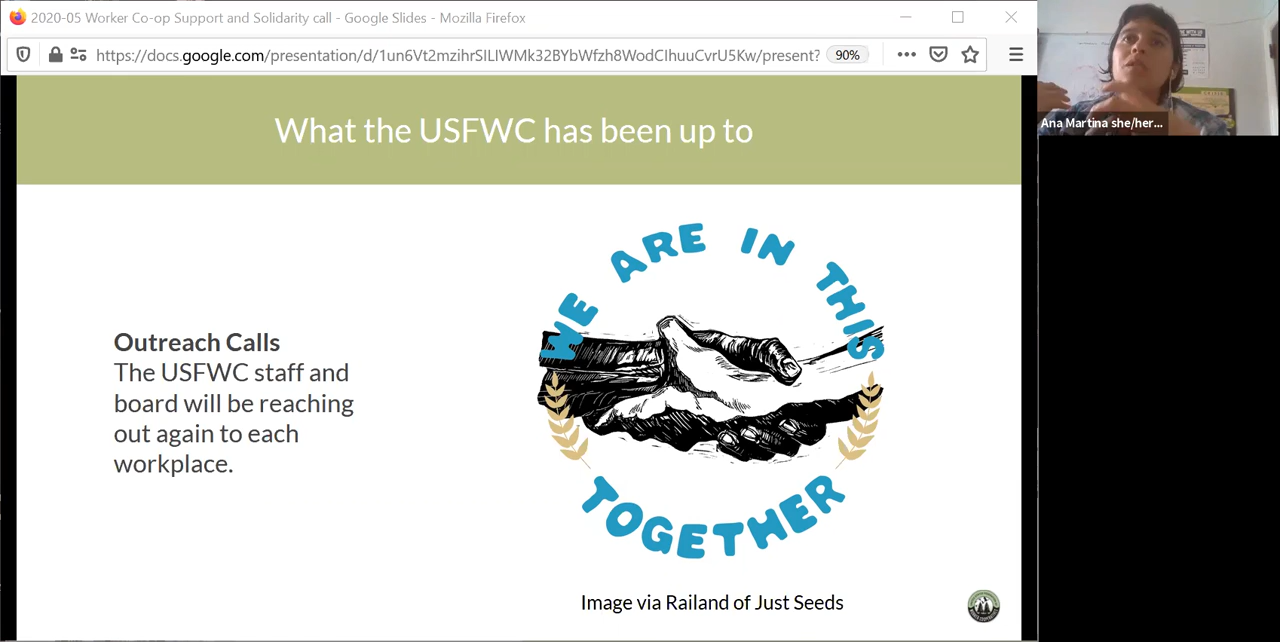 2020-05 Worker Co-op Support and Solidarity call - Google Slides - Mozilla Firefox
https://docs.google.com/presentation/d/1un6Vt2mzihrSiLlWMk32BYbWfzh8WodCIhuuCvrU5Kw/present?
90%
What the USFWC has been up to
WE ARE IN THIS
TOGETHER
Outreach Calls
The USFWC staff and
board will be reaching
out again to each
workplace.
Image via Railand of Just Seeds
Ana Martina she/her...